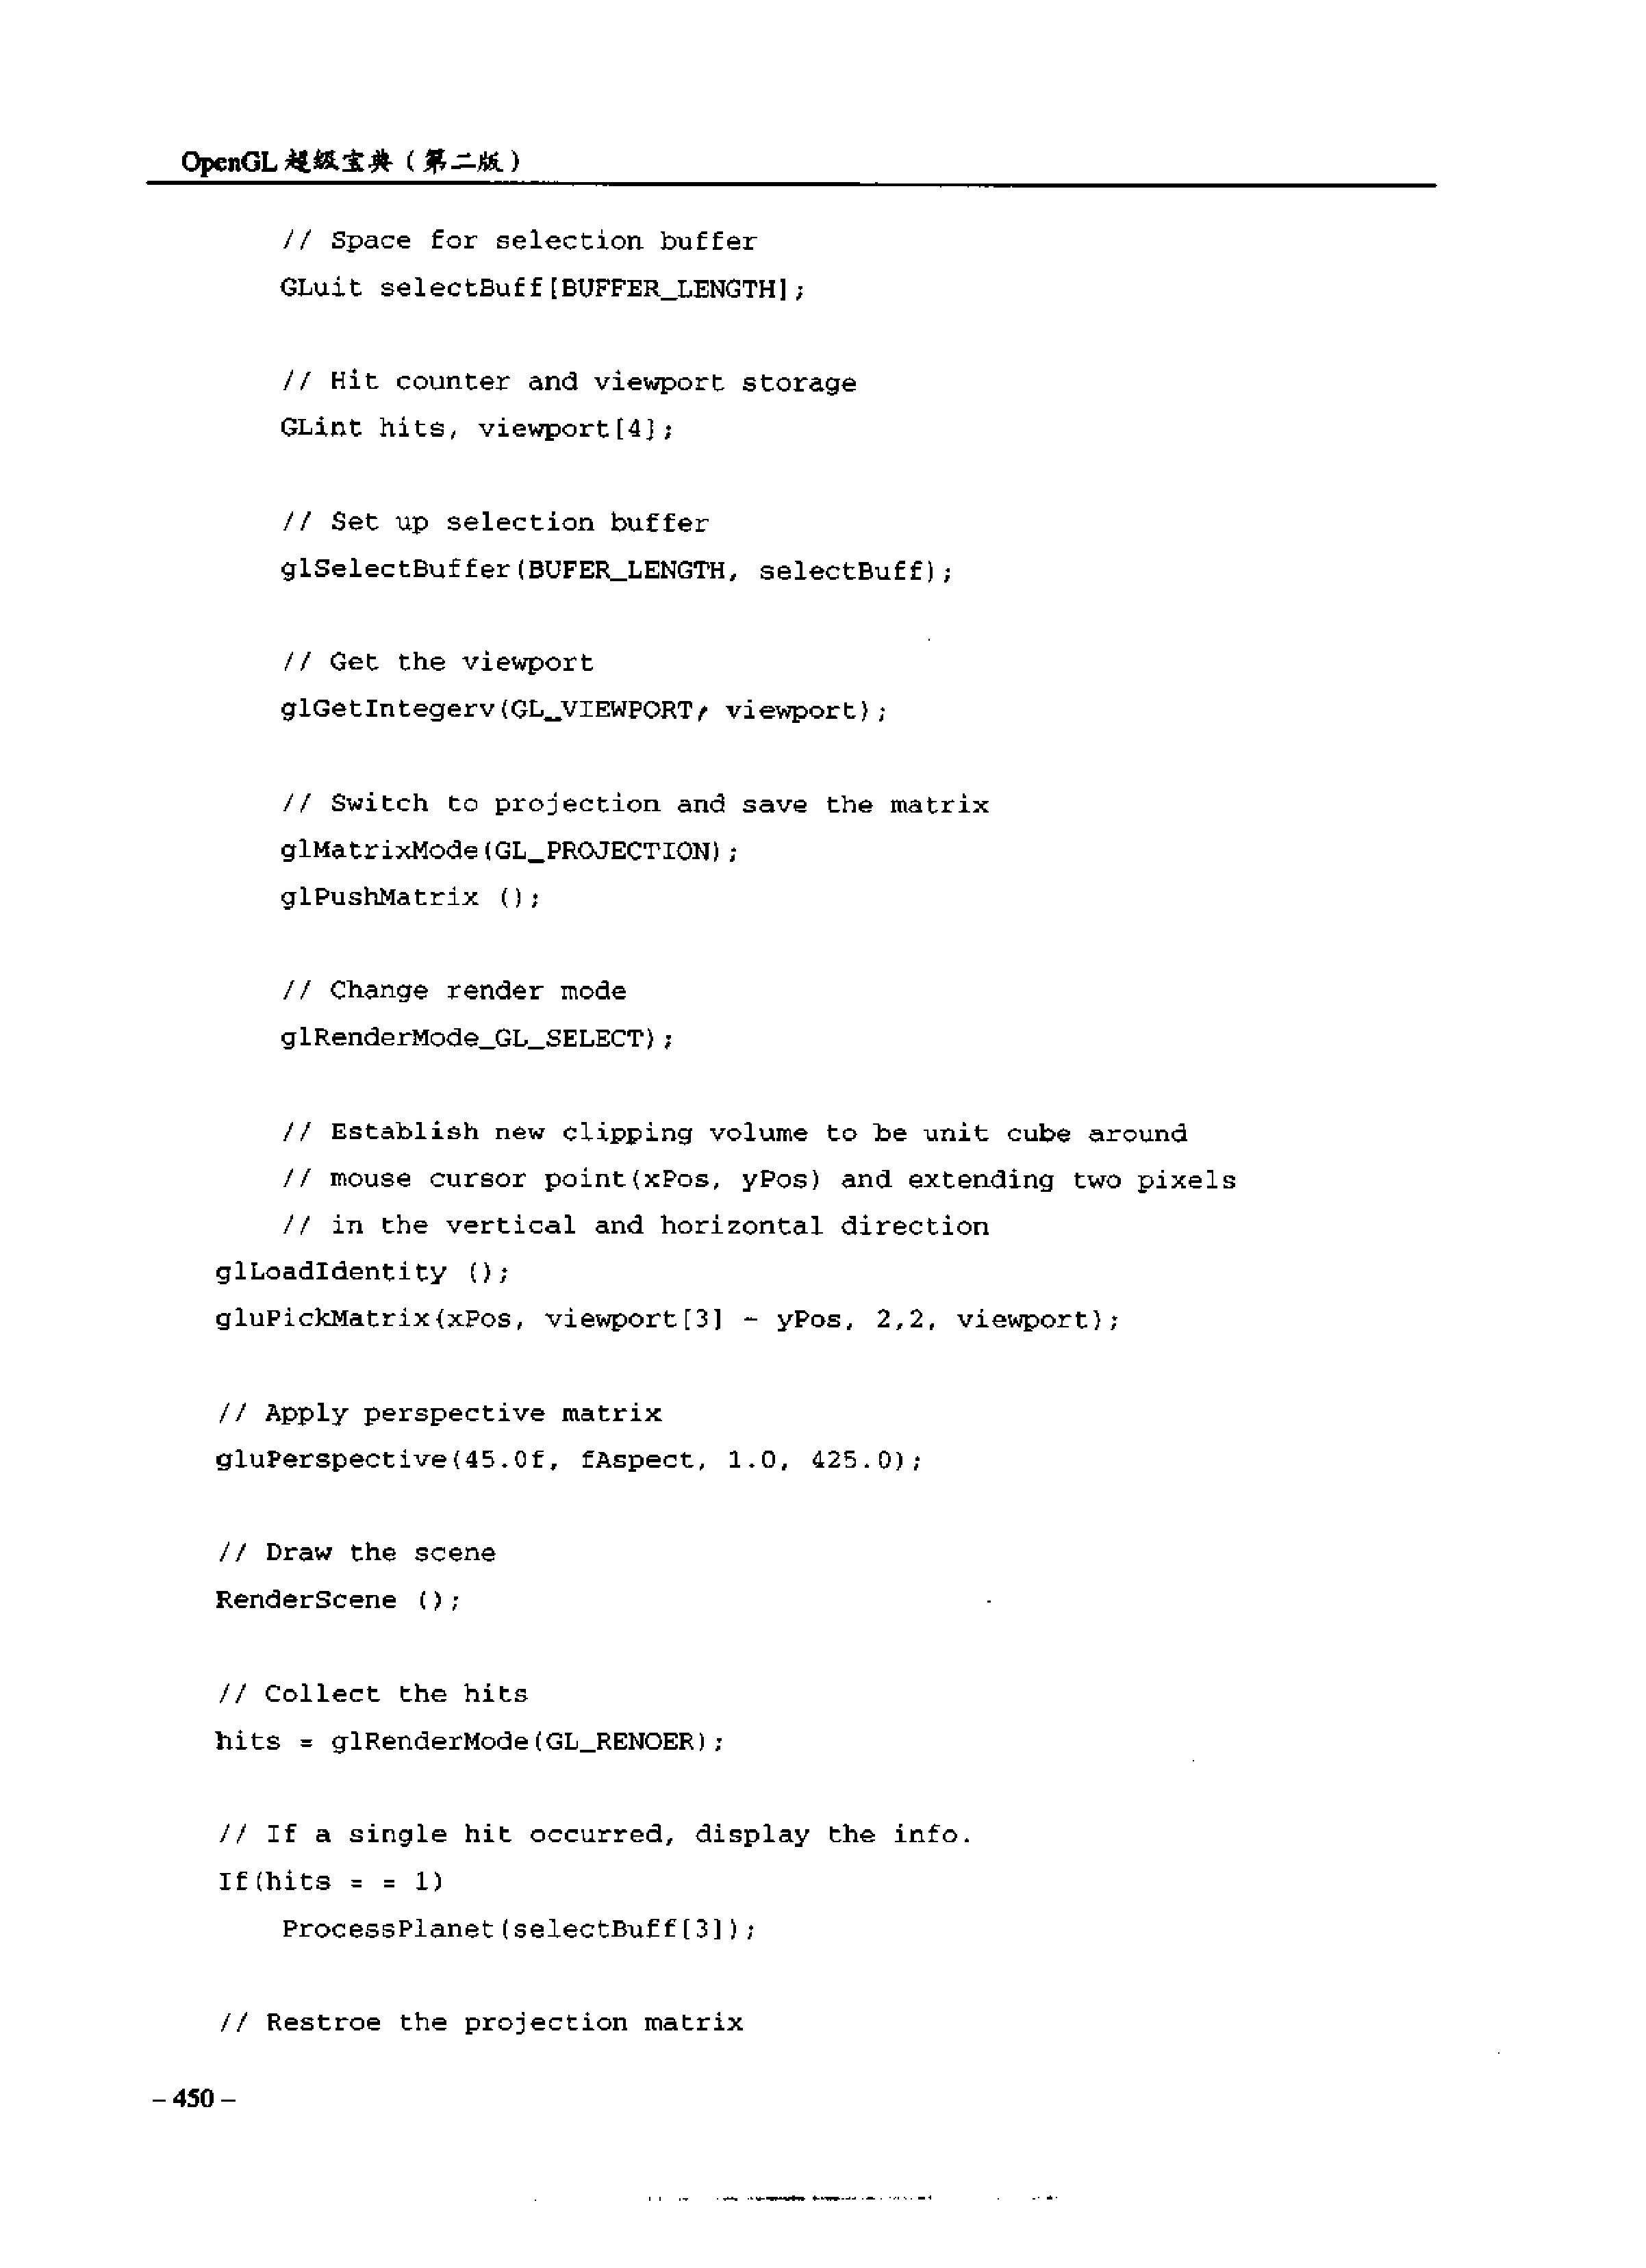 OpenGL 超级宝典（第二版）
// Space for selection buffer
GLuit selectBuff[BUFFER_LENGTH];
// Hit counter and viewport storage
GLint hits, viewport[4];
// Set up selection buffer
glSelectBuffer(BUFER_LENGTH, selectBuff);
// Get the viewport
glGetIntegerv(GL_VIEWPORT, viewport);
// Switch to projection and save the matrix
glMatrixMode(GL_PROJECTION);
glPushMatrix ();
// Change render mode
glRenderMode_GL_SELECT);
// Establish new clipping volume to be unit cube around
// mouse cursor point(xPos, yPos) and extending two pixels
// in the vertical and horizontal direction
glLoadIdentity ();
gluPickMatrix(xPos, viewport[3] - yPos, 2,2, viewport);
// Apply perspective matrix
gluPerspective(45.0f, fAspect, 1.0, 425.0);
// Draw the scene
RenderScene ();
// Collect the hits
hits = glRenderMode(GL_RENOER);
// If a single hit occurred, display the info.
If(hits = = 1)
ProcessPlanet(selectBuff[3]);
// Restroe the projection matrix
– 450 –